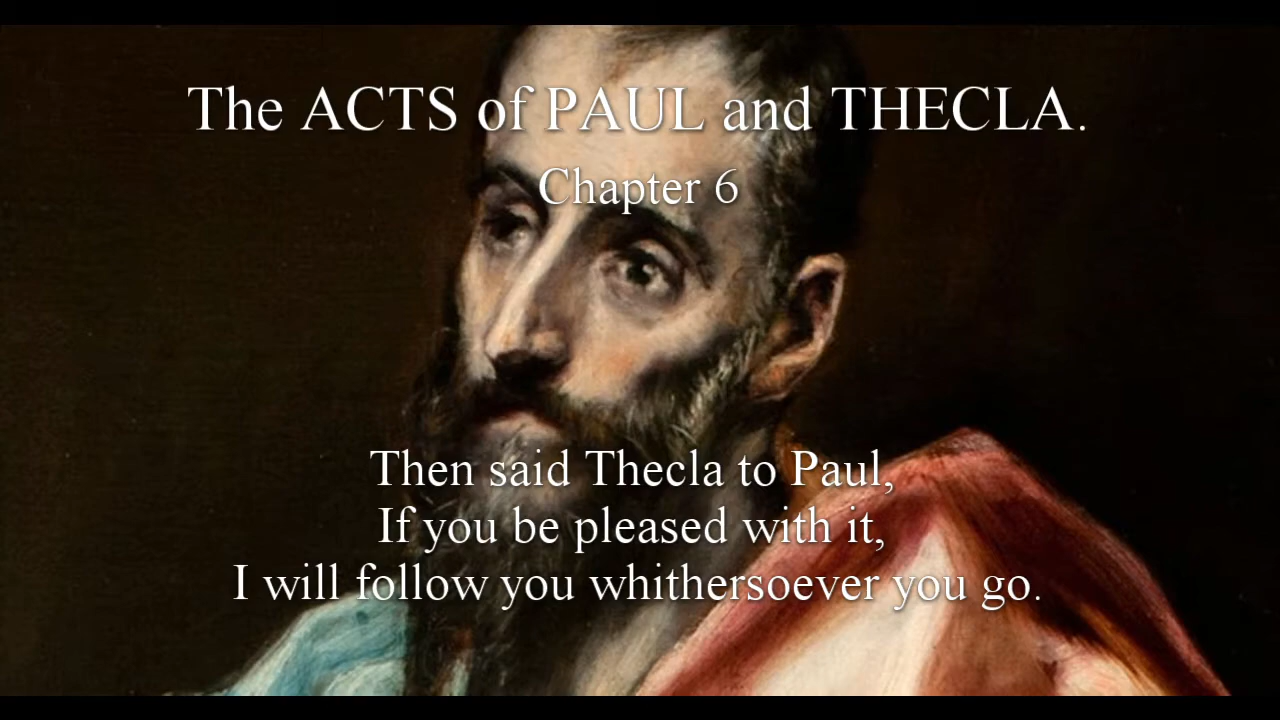 The ACTS of PAUL and THECLA.
Chapter 6
Then said Thecla to Paul,
If you be pleased with it,
I will follow you whithersoever you go.